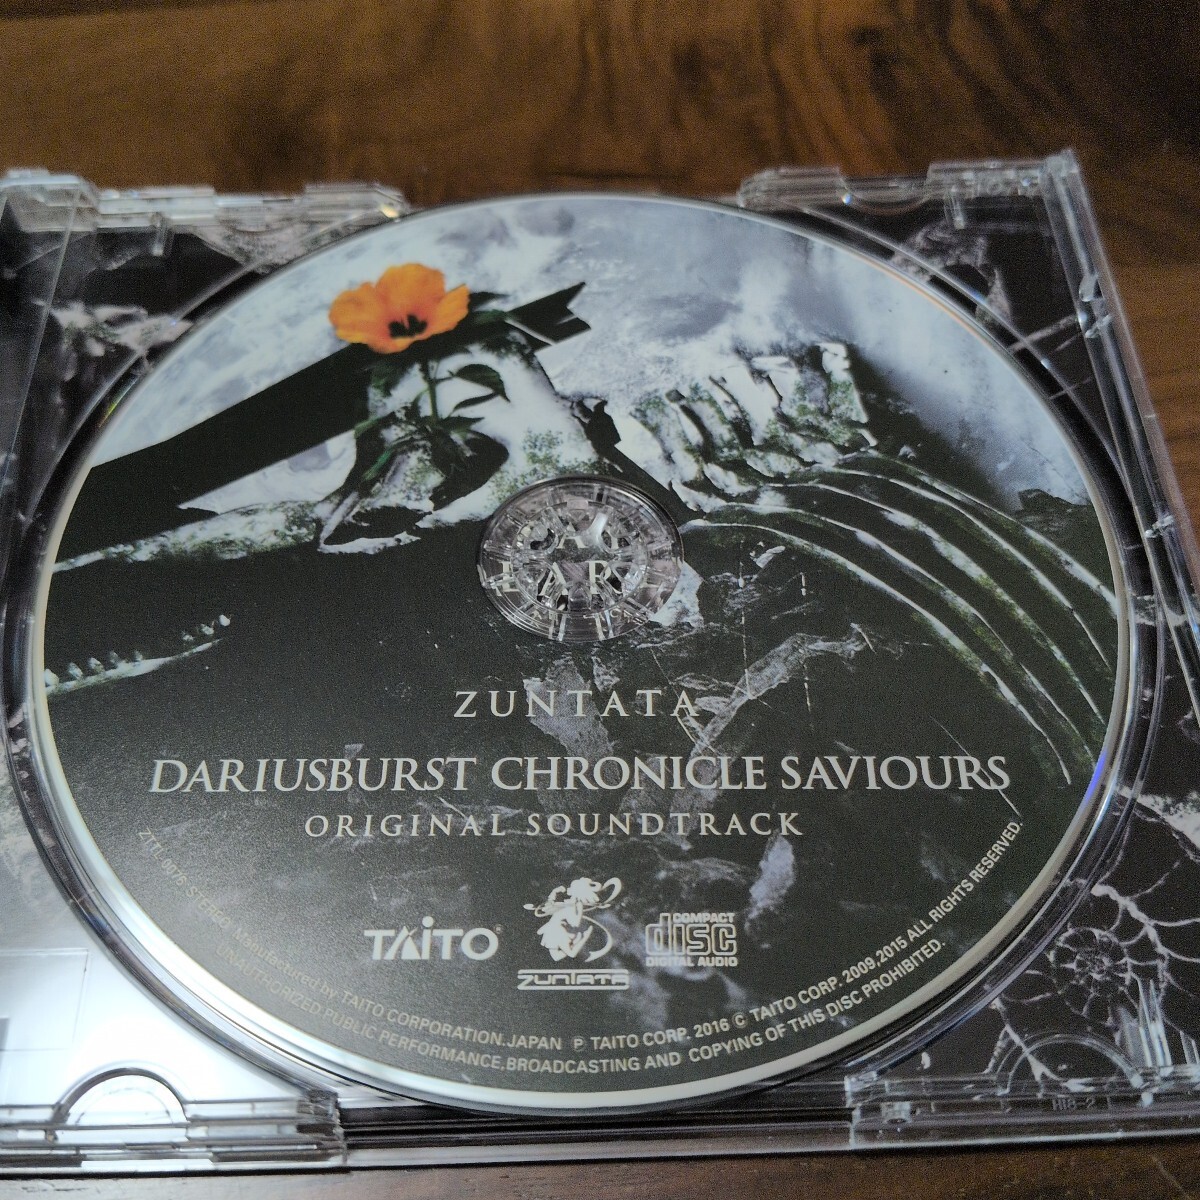 ZUNTATA
DARIUSBURST CHRONICLE SAVIOURS
ORIGINAL SOUNDTRACK
TAITO®
ZUNTATA
COMPACT
disc
DIGITAL AUDIO
ZTTL-0076 STEREO Manufactured by TAITO CORPORATION.JAPAN Ⓟ TAITO CORP. 2016 © TAITO CORP. 2009,2015 ALL RIGHTS RESERVED.
UNAUTHORIZED PUBLIC PERFORMANCE,BROADCASTING AND COPYING OF THIS DISC PROHIBITED.